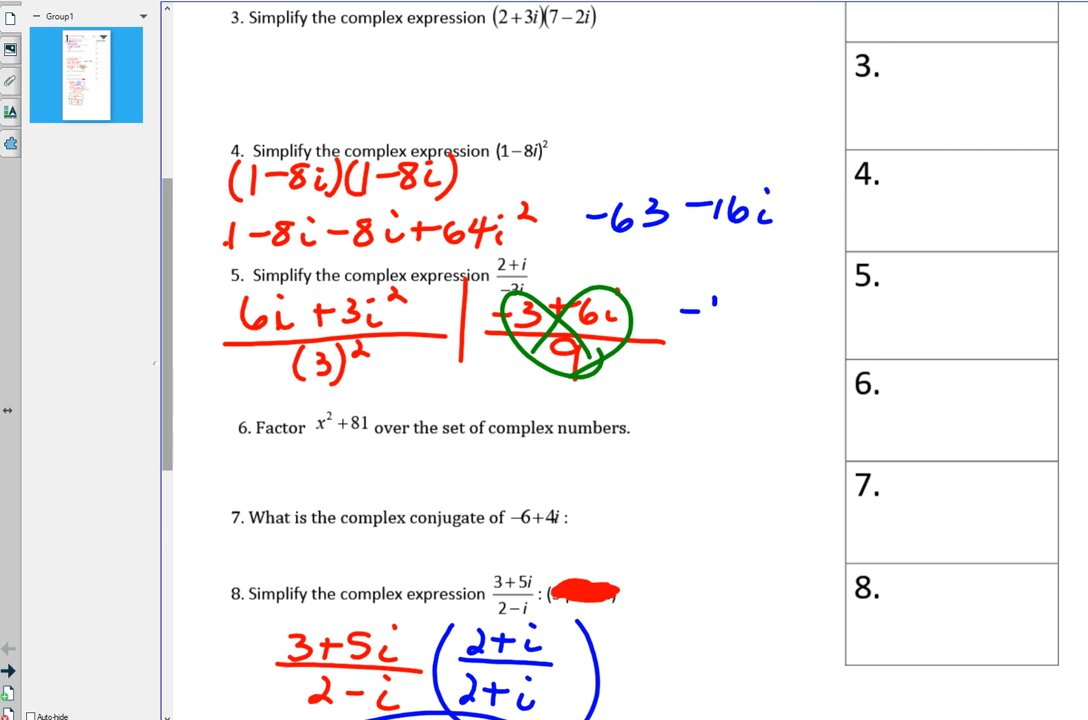 Group1
3. Simplify the complex expression (2+3i)(7−2i)
3.
4. Simplify the complex expression (1−8i)²
(1-8i)(1-8i)
4.
1-8i-8i+64i²
-63 -16i
5. Simplify the complex expression (2+i)/(−3i)
5.
6i+3i²
(3)²
-3+6i
9
-
6. Factor x² +81 over the set of complex numbers.
6.
7.
7. What is the complex conjugate of −6+4i :
8. Simplify the complex expression (3+5i)/(2−i) : (
8.
3+5i
2-i
(2+i
2+i)
Auto-hide